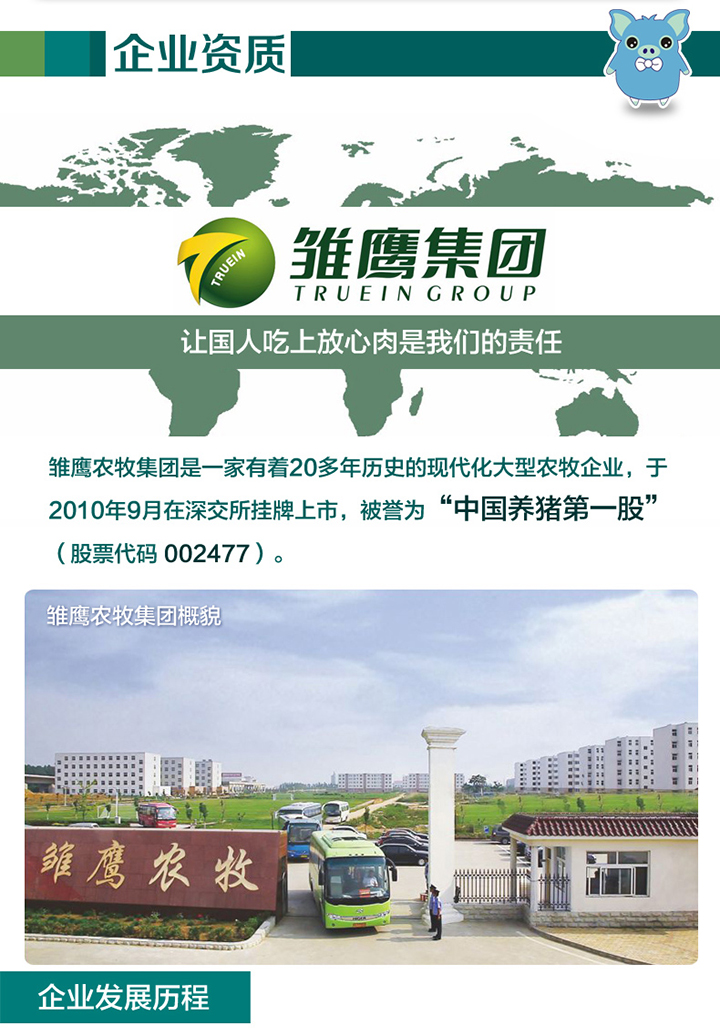 企业资质
TRUEIN
雏鹰集团
TRUEIN GROUP
让国人吃上放心肉是我们的责任
雏鹰农牧集团是一家有着20多年历史的现代化大型农牧企业，于
2010年9月在深交所挂牌上市，被誉为“中国养猪第一股”
（股票代码 002477）。
雏鹰农牧集团概貌
雏鹰农牧
企业发展历程